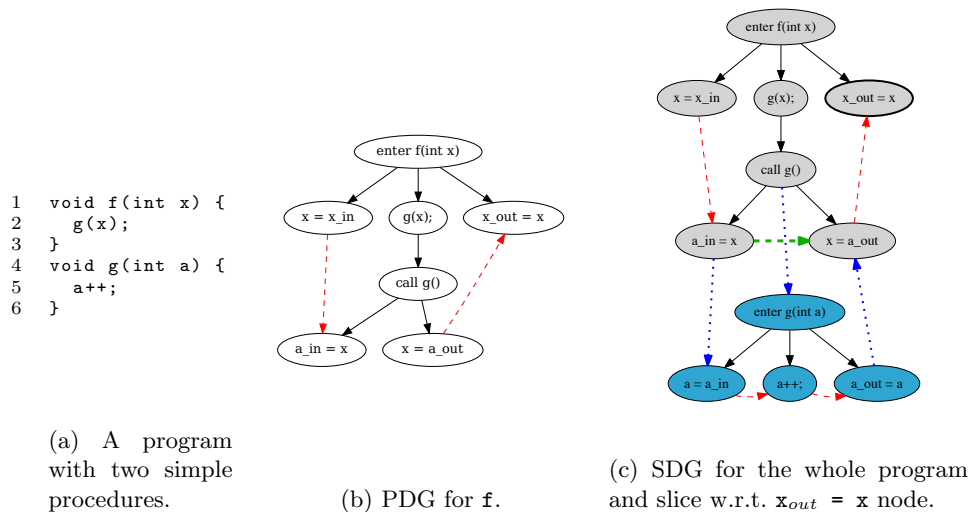 1 void f(int x) {
2 g(x);
3 }
4 void g(int a) {
5 a++;
6 }
(a) A program
with two simple
procedures.
enter f(int x)
x = x_in
g(x);
x_out = x
call g()
a_in = x
x = a_out
(b) PDG for f.
enter f(int x)
x = x_in
g(x);
x_out = x
call g()
a_in = x
x = a_out
enter g(int a)
a = a_in
a++;
a_out = a
(c) SDG for the whole program
and slice w.r.t. x_out = x node.